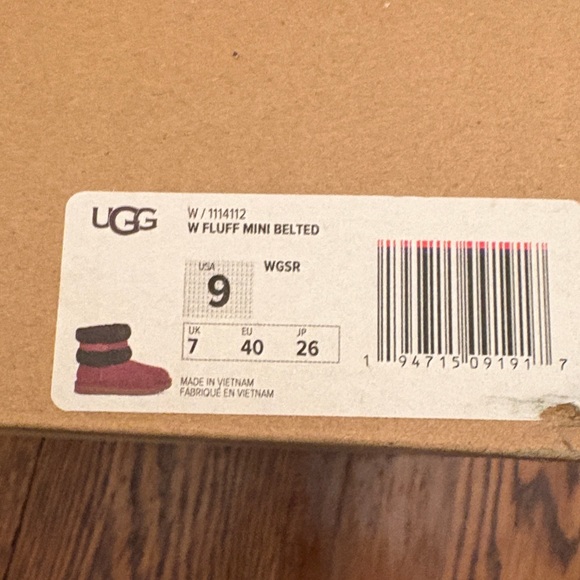 UGG
W / 1114112
W FLUFF MINI BELTED
USA WGSR
9
UK EU JP
7 40 26
1 94715 09191 7
MADE IN VIETNAM
FABRIQUÉ EN VIETNAM